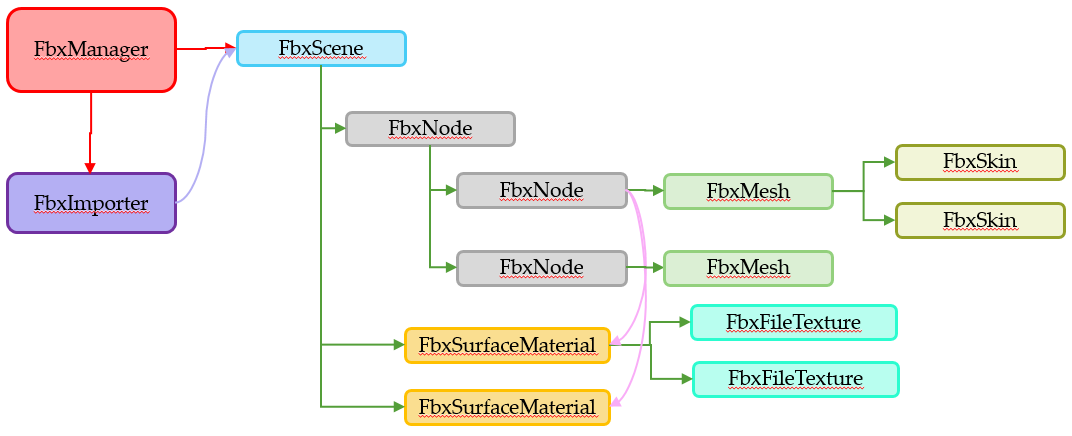 FbxManager
FbxScene
FbxNode
FbxImporter
FbxNode
FbxMesh
FbxSkin
FbxSkin
FbxNode
FbxMesh
FbxSurfaceMaterial
FbxFileTexture
FbxFileTexture
FbxSurfaceMaterial